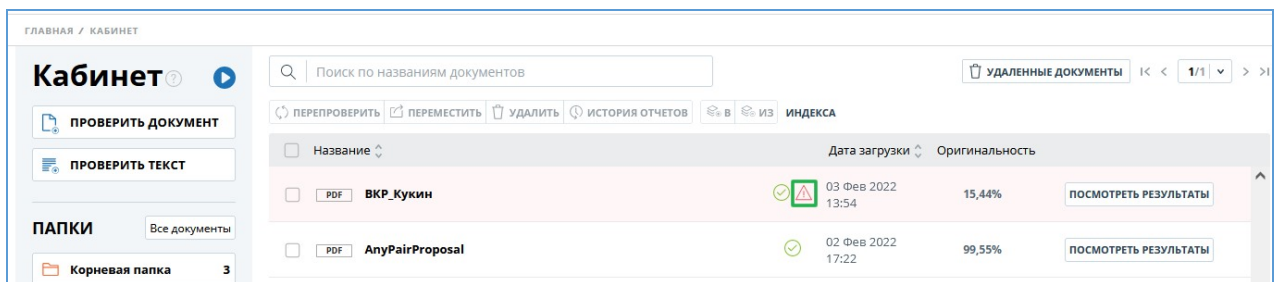 ГЛАВНАЯ / КАБИНЕТ
Кабинет
ПРОВЕРИТЬ ДОКУМЕНТ
ПРОВЕРИТЬ ТЕКСТ
ПАПКИ Все документы
Корневая папка 3
Поиск по названиям документов
УДАЛЕННЫЕ ДОКУМЕНТЫ 1/1
ПЕРЕПРОВЕРИТЬ ПЕРЕМЕСТИТЬ УДАЛИТЬ ИСТОРИЯ ОТЧЕТОВ В ИЗ ИНДЕКСА
Название Дата загрузки Оригинальность
PDF ВКР_Кукин 03 Фев 2022 15,44% ПОСМОТРЕТЬ РЕЗУЛЬТАТЫ
13:54
PDF AnyPairProposal 02 Фев 2022 99,55% ПОСМОТРЕТЬ РЕЗУЛЬТАТЫ
17:22